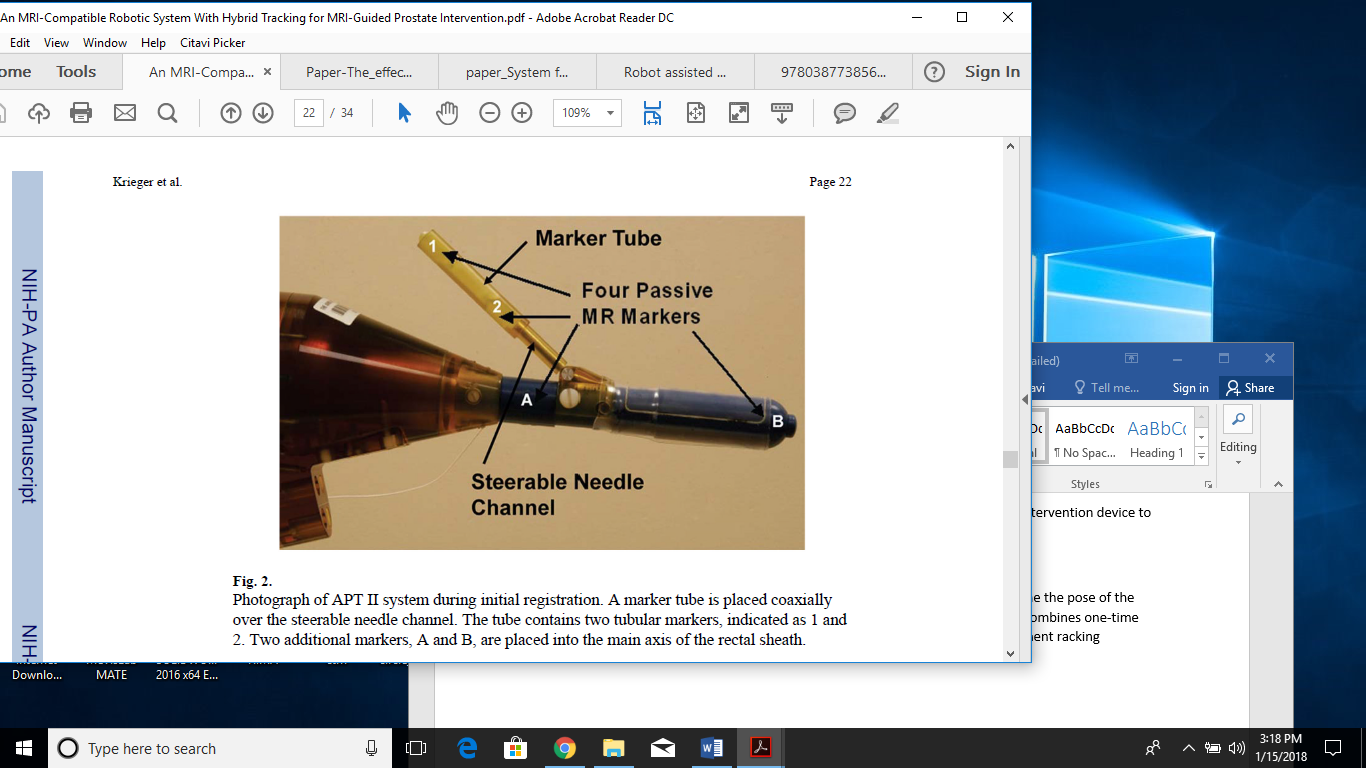 An MRI-Compatible Robotic System With Hybrid Tracking for MRI-Guided Prostate Intervention.pdf - Adobe Acrobat Reader DC
Edit View Window Help Citavi Picker
ome Tools An MRI-Compa... × Paper-The_effec... paper_System f... Robot assisted ... 978038773856... ? Sign In
22 / 34 109%
Krieger et al. Page 22
NIH-PA Author Manuscript
NIH-
1
Marker Tube
2
Four Passive
MR Markers
A
B
Steerable Needle
Channel
Fig. 2.
Photograph of APT II system during initial registration. A marker tube is placed coaxially
over the steerable needle channel. The tube contains two tubular markers, indicated as 1 and
2. Two additional markers, A and B, are placed into the main axis of the rectal sheath.
ailed)
avi Tell me... Sign in Share
Dc AaBbCcDc AaBbCc
al ¶ No Spac... Heading 1
Editing
Styles
tervention device to
e the pose of the
ombines one-time
ent racking
Downlo... MATE 2016 x64 E...
Type here to search
3:18 PM
1/15/2018